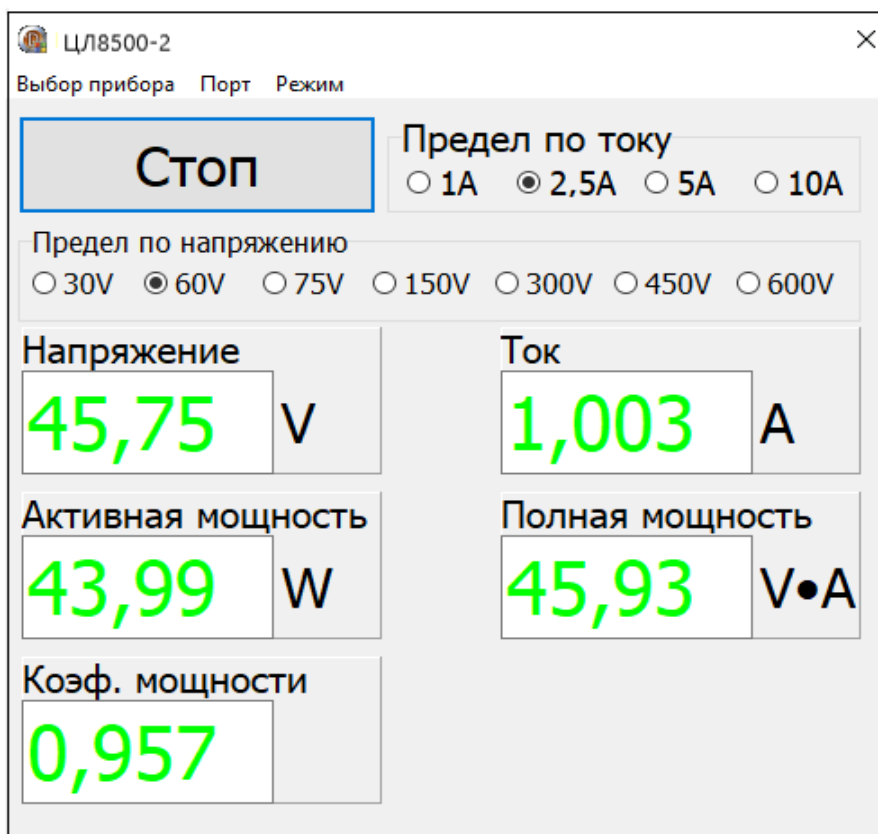 ЦЛ8500-2
Выбор прибора Порт Режим
Стоп
Предел по току
1A 2,5A 5A 10A
Предел по напряжению
30V 60V 75V 150V 300V 450V 600V
Напряжение
45,75 V
Ток
1,003 A
Активная мощность
43,99 W
Полная мощность
45,93 V•A
Коэф. мощности
0,957